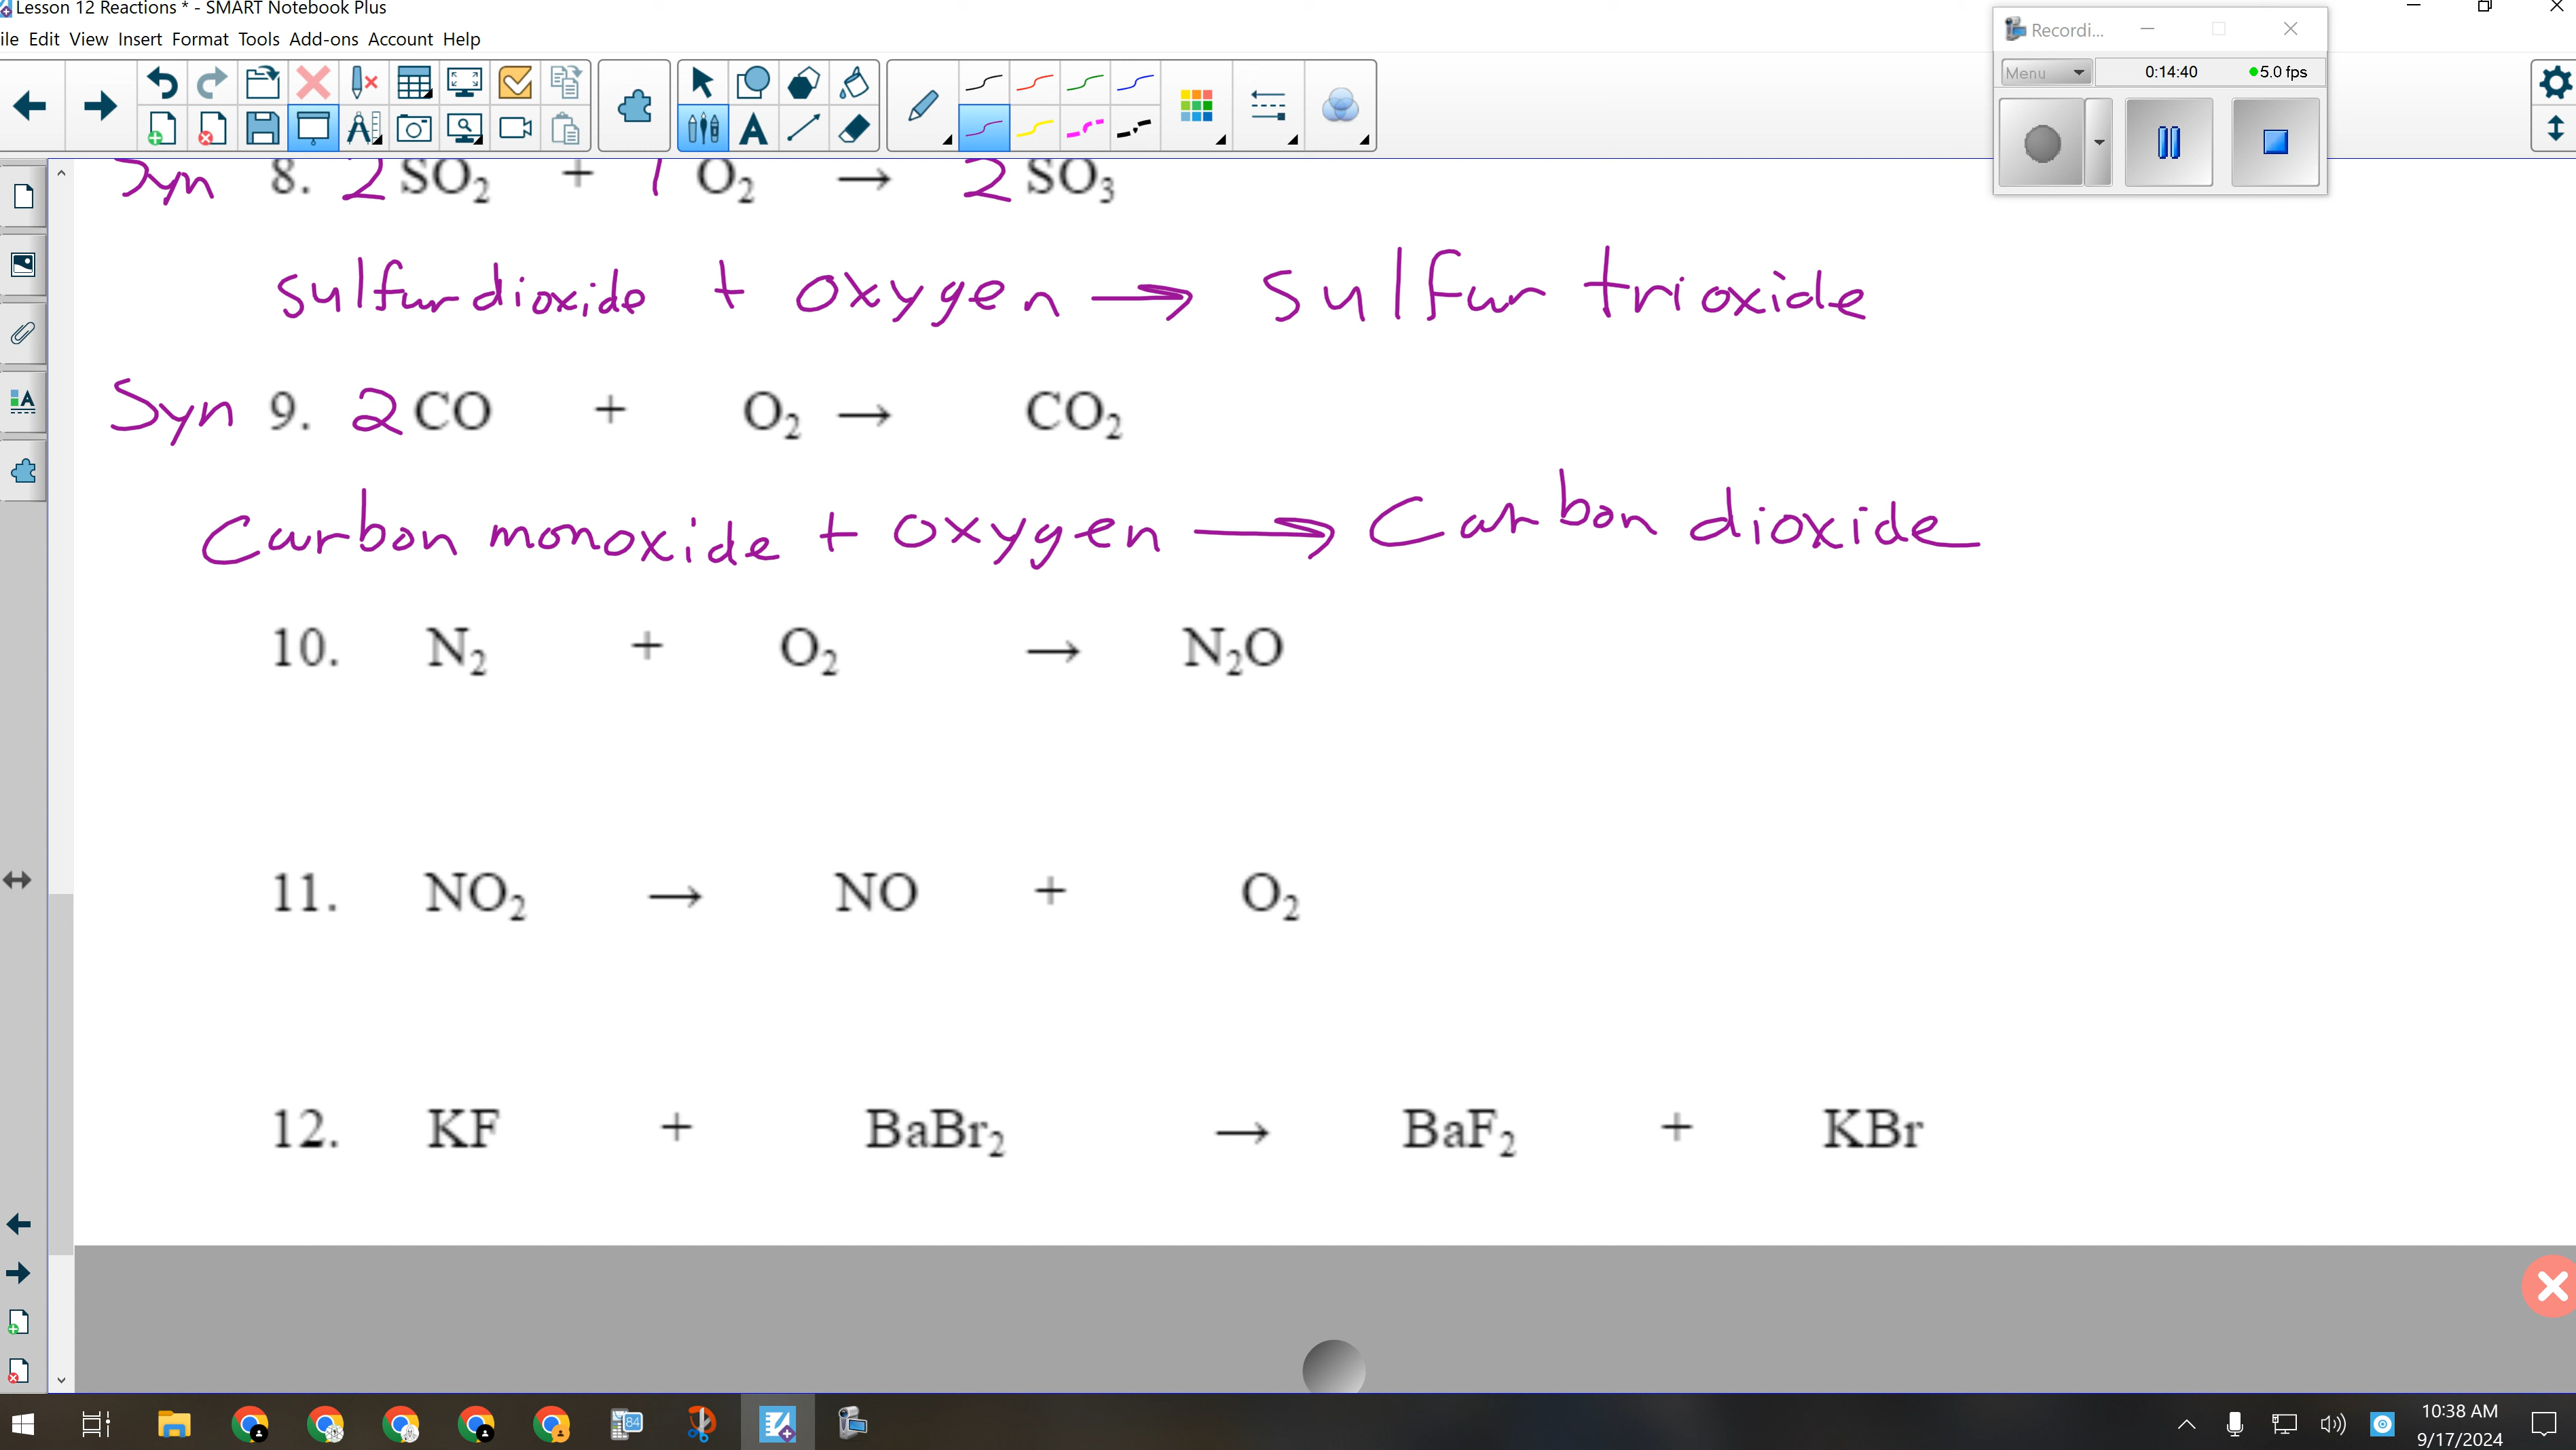 Lesson 12 Reactions * - SMART Notebook Plus
ile Edit View Insert Format Tools Add-ons Account Help
Recordi...
Menu 0:14:40 5.0 fps
Syn 8. 2 SO₂ + 1 O₂ → 2 SO₃
sulfur dioxide + oxygen → sulfur trioxide
Syn 9. 2 CO + O₂ → CO₂
Carbon monoxide + oxygen → Carbon dioxide
10. N₂ + O₂ → N₂O
11. NO₂ → NO + O₂
12. KF + BaBr₂ → BaF₂ + KBr
84
10:38 AM
9/17/2024